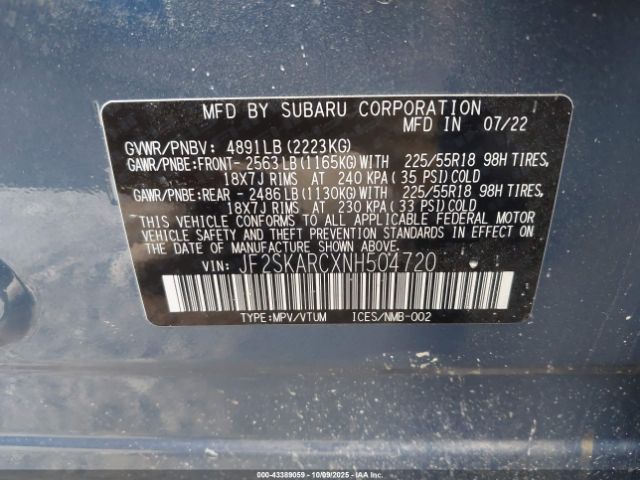 MFD BY SUBARU CORPORATION
MFD IN 07/22
GVWR/PNBV: 4891LB(2223KG)
GAWR/PNBE:FRONT- 2563LB(1165KG)WITH 225/55R18 98H TIRES,
18X7J RIMS AT 240 KPA(35 PSI)COLD
GAWR/PNBE:REAR - 2486LB(1130KG)WITH 225/55R18 98H TIRES,
18X7J RIMS AT 230 KPA(33 PSI)COLD
THIS VEHICLE CONFORMS TO ALL APPLICABLE FEDERAL MOTOR
VEHICLE SAFETY AND THEFT PREVENTION STANDARDS IN EFFECT ON
THE DATE OF MANUFACTURE SHOWN ABOVE.
VIN: JF2SKARCXNH504720
TYPE:MPV/VTUM ICES/NMB-002
000-43389059 | 10/09/2025 | IAAI.COM